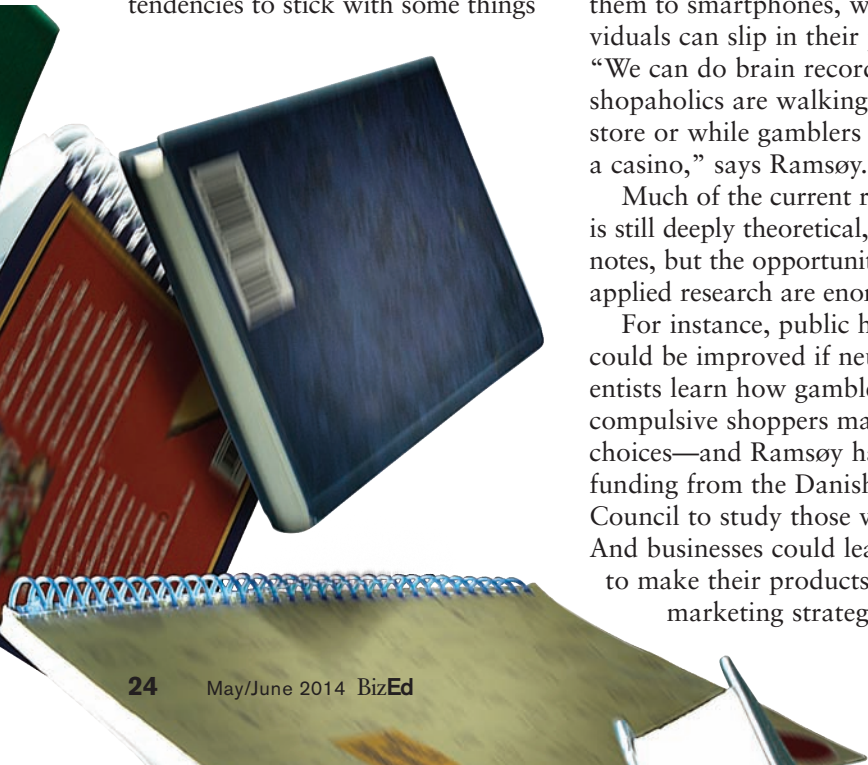 tendencies to stick with some things
them to smartphones, w
viduals can slip in their
“We can do brain record
shopaholics are walking
store or while gamblers
a casino,” says Ramsøy.
Much of the current r
is still deeply theoretical,
notes, but the opportunit
applied research are enor
For instance, public h
could be improved if neu
entists learn how gamble
compulsive shoppers ma
choices—and Ramsøy ha
funding from the Danish
Council to study those v
And businesses could lea
to make their products
marketing strateg
24 May/June 2014 BizEd